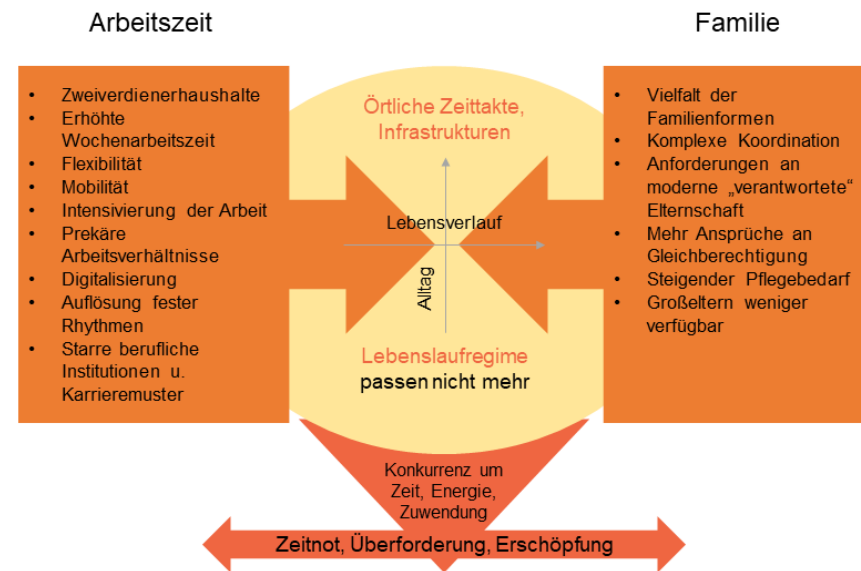 Arbeitszeit
Familie
• Zweiverdienerhaushalte
• Erhöhte
Wochenarbeitszeit
• Flexibilität
• Mobilität
• Intensivierung der Arbeit
• Prekäre
Arbeitsverhältnisse
• Digitalisierung
• Auflösung fester
Rhythmen
• Starre berufliche
Institutionen u.
Karrieremuster
Örtliche Zeittakte,
Infrastrukturen
Lebensverlauf
Alltag
Lebenslaufregime
passen nicht mehr
• Vielfalt der
Familienformen
• Komplexe Koordination
• Anforderungen an
moderne „verantwortete“
Elternschaft
• Mehr Ansprüche an
Gleichberechtigung
• Steigender Pflegebedarf
• Großeltern weniger
verfügbar
Konkurrenz um
Zeit, Energie,
Zuwendung
Zeitnot, Überforderung, Erschöpfung